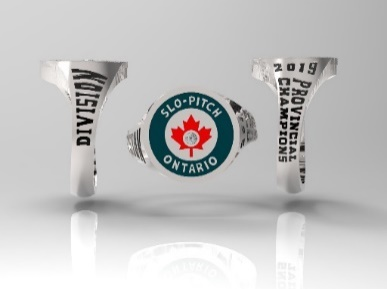 DIVISION
SLO-PITCH
ONTARIO
2019
PROVINCIAL
CHAMPIONS